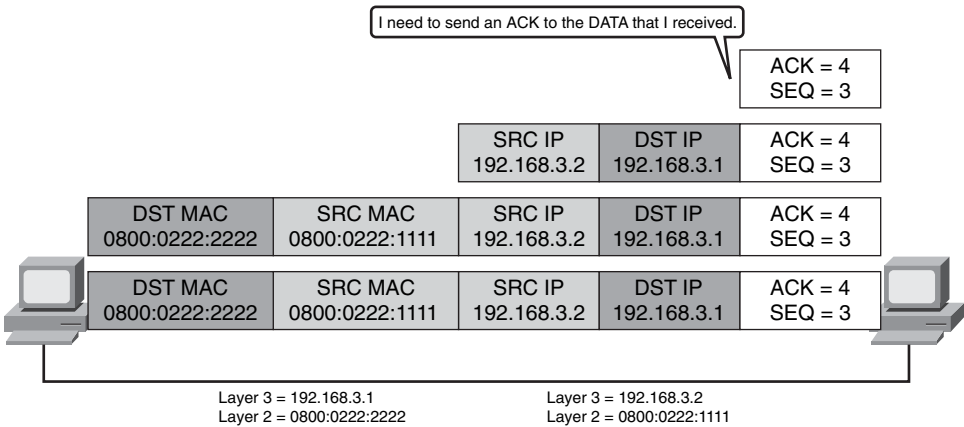 I need to send an ACK to the DATA that I received.
ACK = 4
SEQ = 3
SRC IP
192.168.3.2
DST IP
192.168.3.1
ACK = 4
SEQ = 3
DST MAC
0800:0222:2222
SRC MAC
0800:0222:1111
SRC IP
192.168.3.2
DST IP
192.168.3.1
ACK = 4
SEQ = 3
DST MAC
0800:0222:2222
SRC MAC
0800:0222:1111
SRC IP
192.168.3.2
DST IP
192.168.3.1
ACK = 4
SEQ = 3
Layer 3 = 192.168.3.1
Layer 2 = 0800:0222:2222
Layer 3 = 192.168.3.2
Layer 2 = 0800:0222:1111